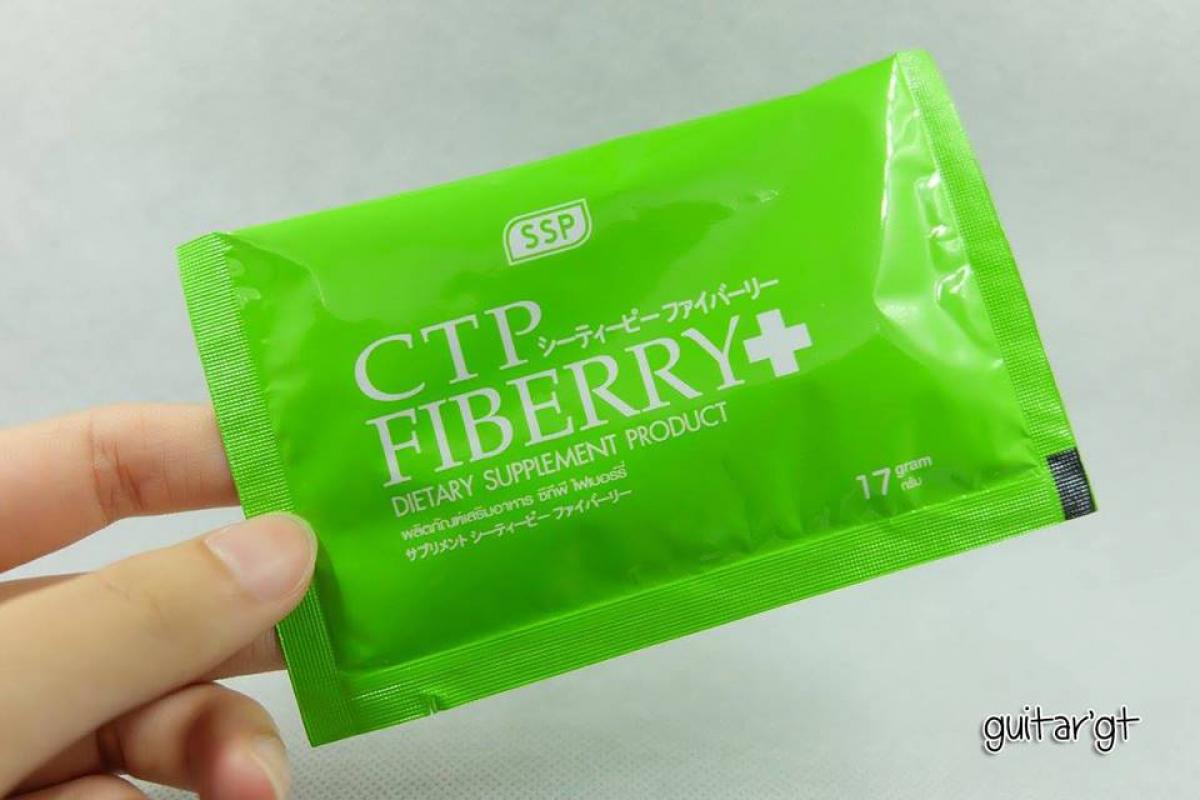 SSP
CTP シーティーピー ファイバーリー
FIBERRY+
DIETARY SUPPLEMENT PRODUCT
ผลิตภัณฑ์เสริมอาหาร ซีทีพี ไฟเบอร์รี่
サプリメント シーティーピー ファイバーリー
17 gram
กรัม
guitar'gt